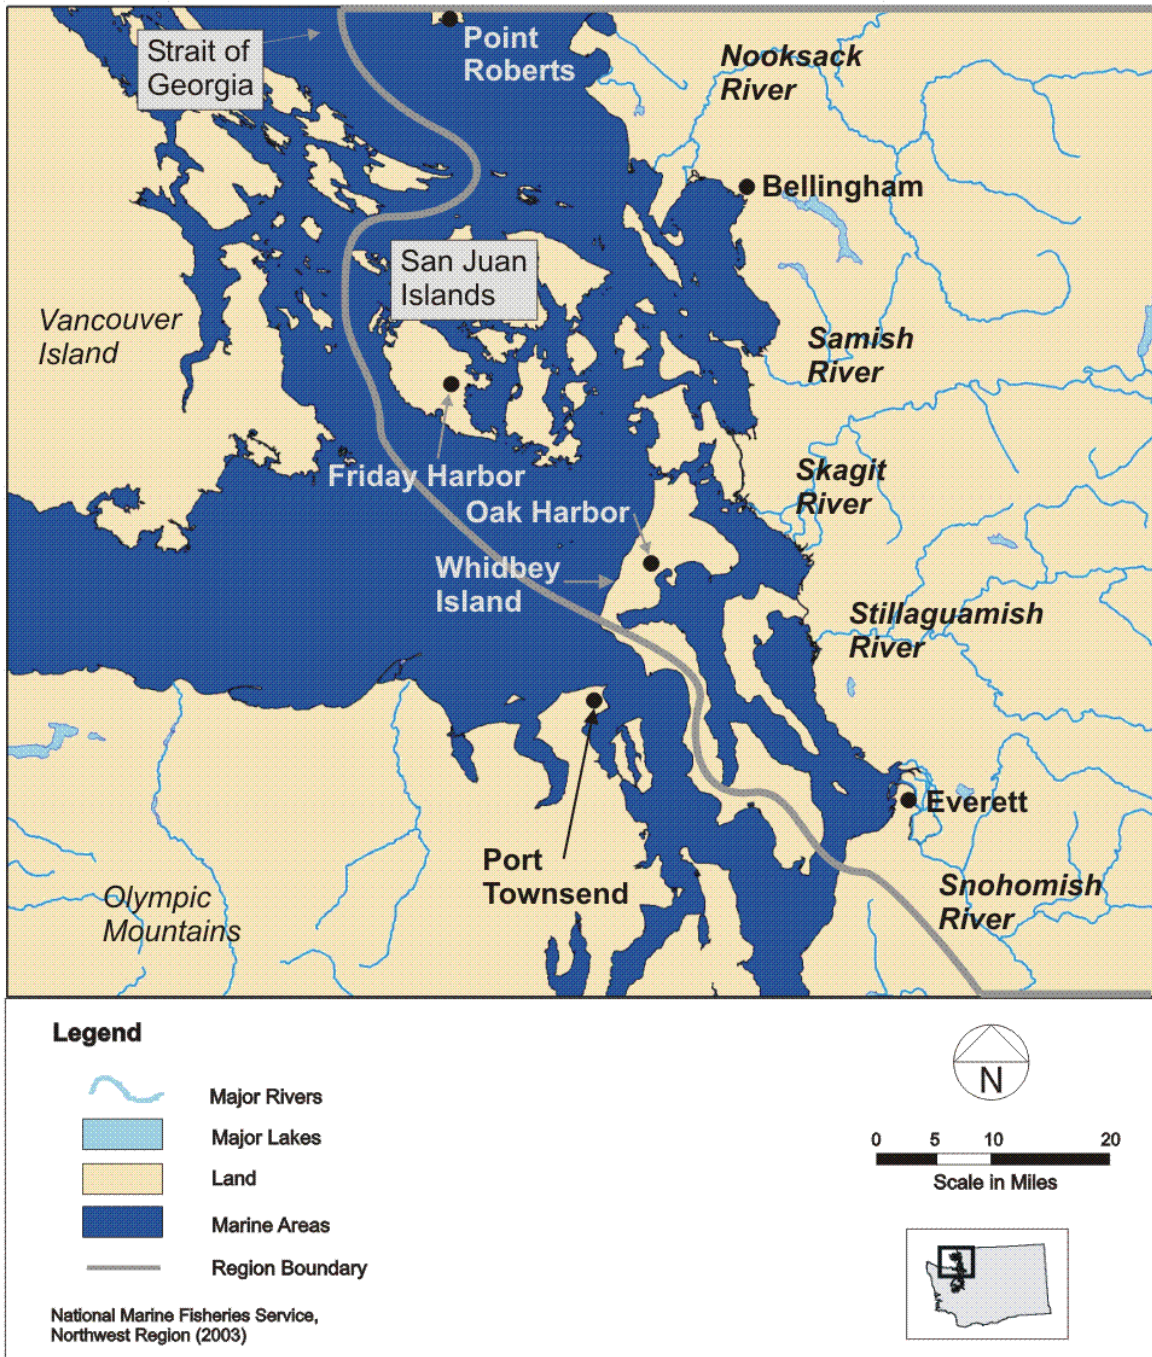 Strait of
Georgia
Point
Roberts
Nooksack
River
Bellingham
San Juan
Islands
Vancouver
Island
Samish
River
Friday Harbor
Skagit
River
Oak Harbor
Whidbey
Island
Stillaguamish
River
Everett
Port
Townsend
Olympic
Mountains
Snohomish
River
Legend
Major Rivers
Major Lakes
Land
Marine Areas
Region Boundary
National Marine Fisheries Service,
Northwest Region (2003)
N
0 5 10 20
Scale in Miles